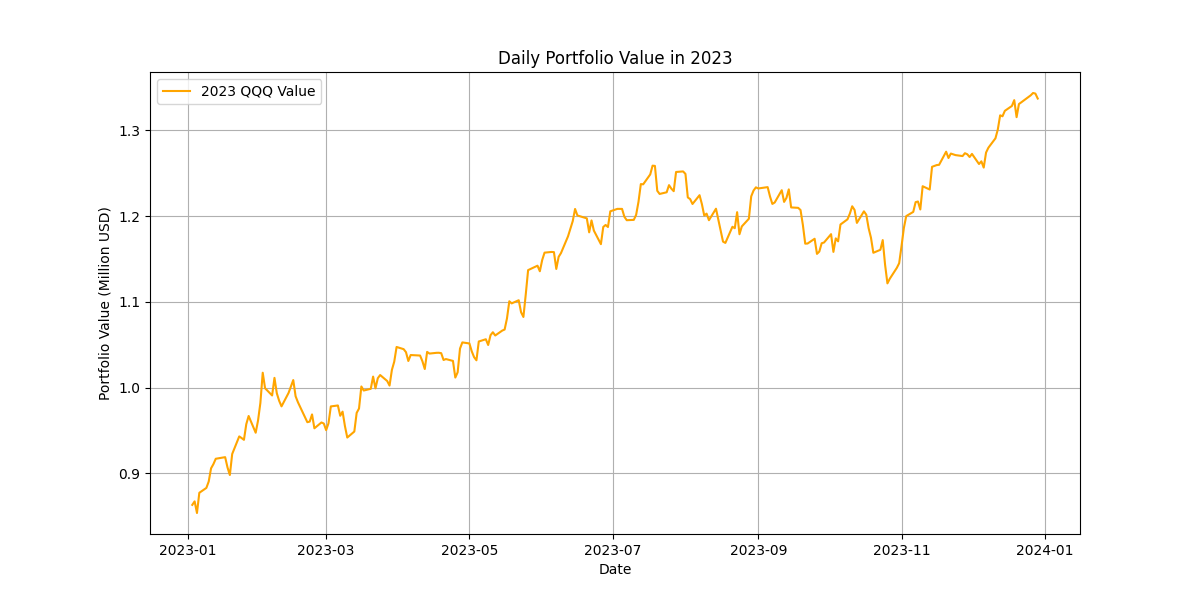 Daily Portfolio Value in 2023
2023 QQQ Value
Portfolio Value (Million USD)
1.3
1.2
1.1
1.0
0.9
2023-01 2023-03 2023-05 2023-07 2023-09 2023-11 2024-01
Date